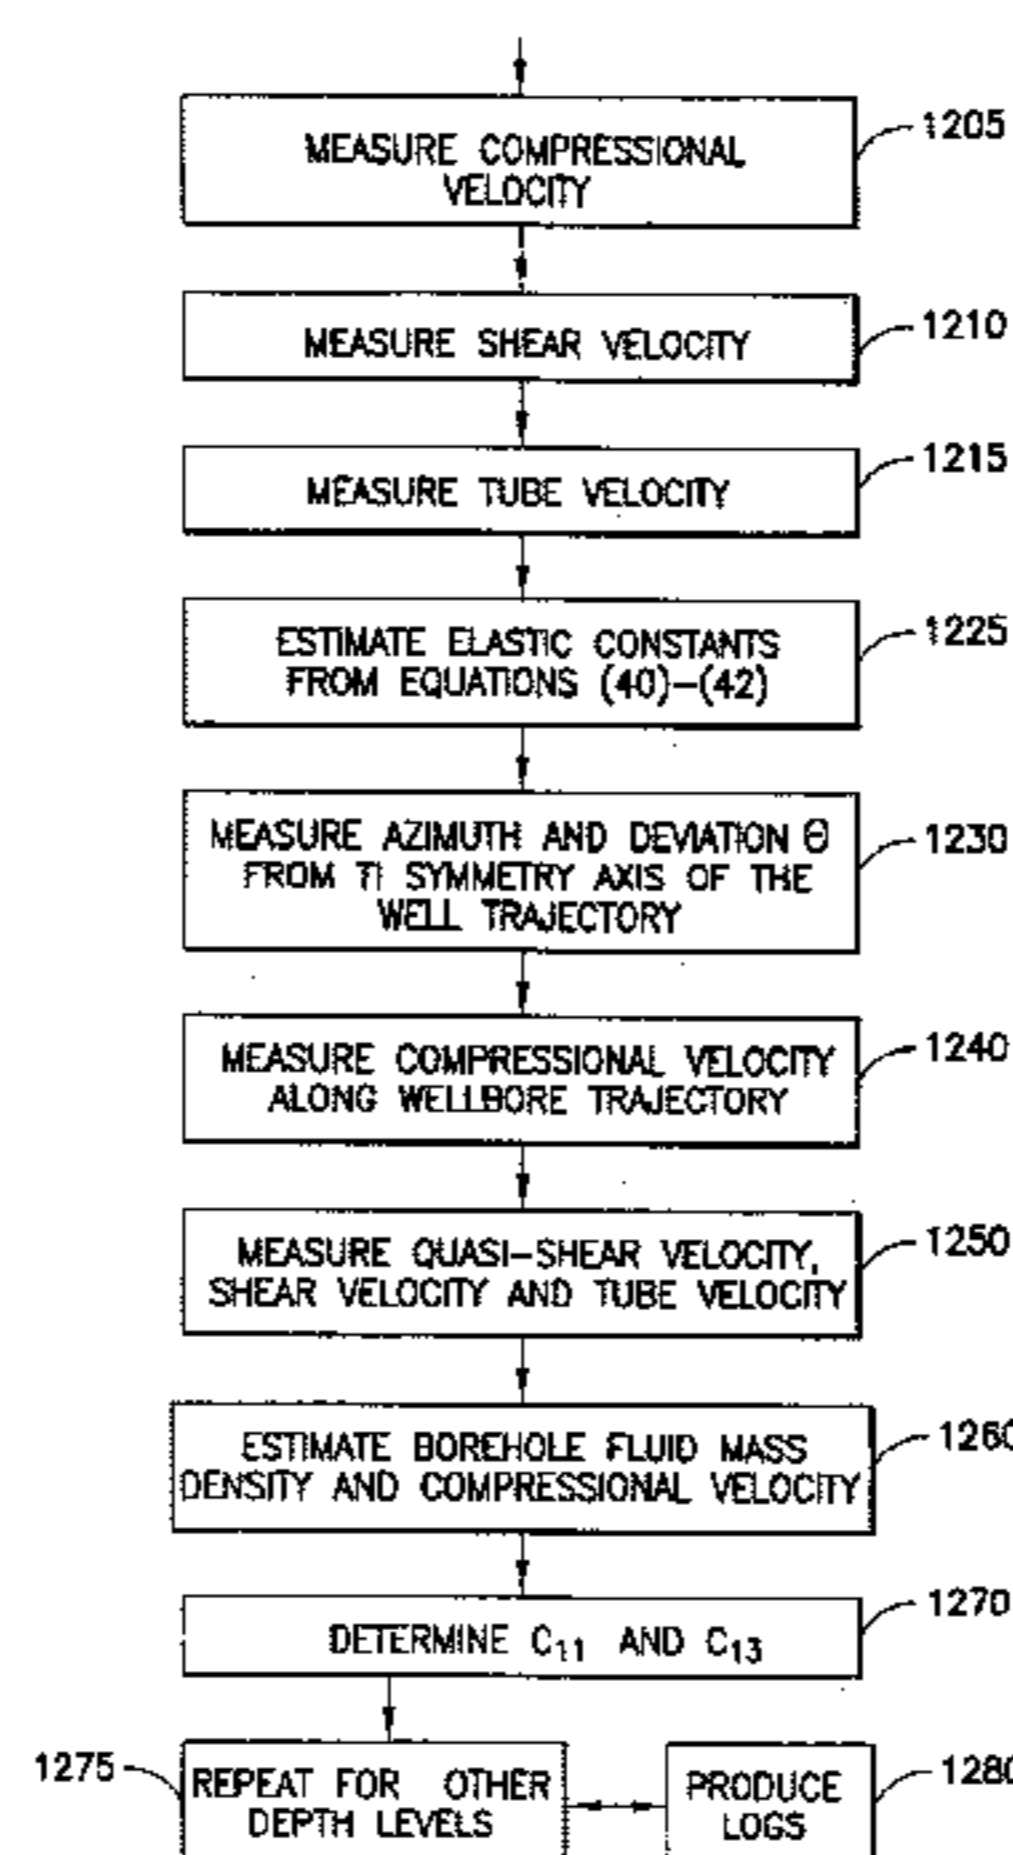 MEASURE COMPRESSIONAL
VELOCITY
1205
MEASURE SHEAR VELOCITY
1210
MEASURE TUBE VELOCITY
1215
ESTIMATE ELASTIC CONSTANTS
FROM EQUATIONS (40)-(42)
1225
MEASURE AZIMUTH AND DEVIATION Θ
FROM TI SYMMETRY AXIS OF THE
WELL TRAJECTORY
1230
MEASURE COMPRESSIONAL VELOCITY
ALONG WELLBORE TRAJECTORY
1240
MEASURE QUASI-SHEAR VELOCITY,
SHEAR VELOCITY AND TUBE VELOCITY
1250
ESTIMATE BOREHOLE FLUID MASS
DENSITY AND COMPRESSIONAL VELOCITY
1260
DETERMINE C₁₁ AND C₁₃
1270
1275
REPEAT FOR OTHER
DEPTH LEVELS
PRODUCE
LOGS
1280